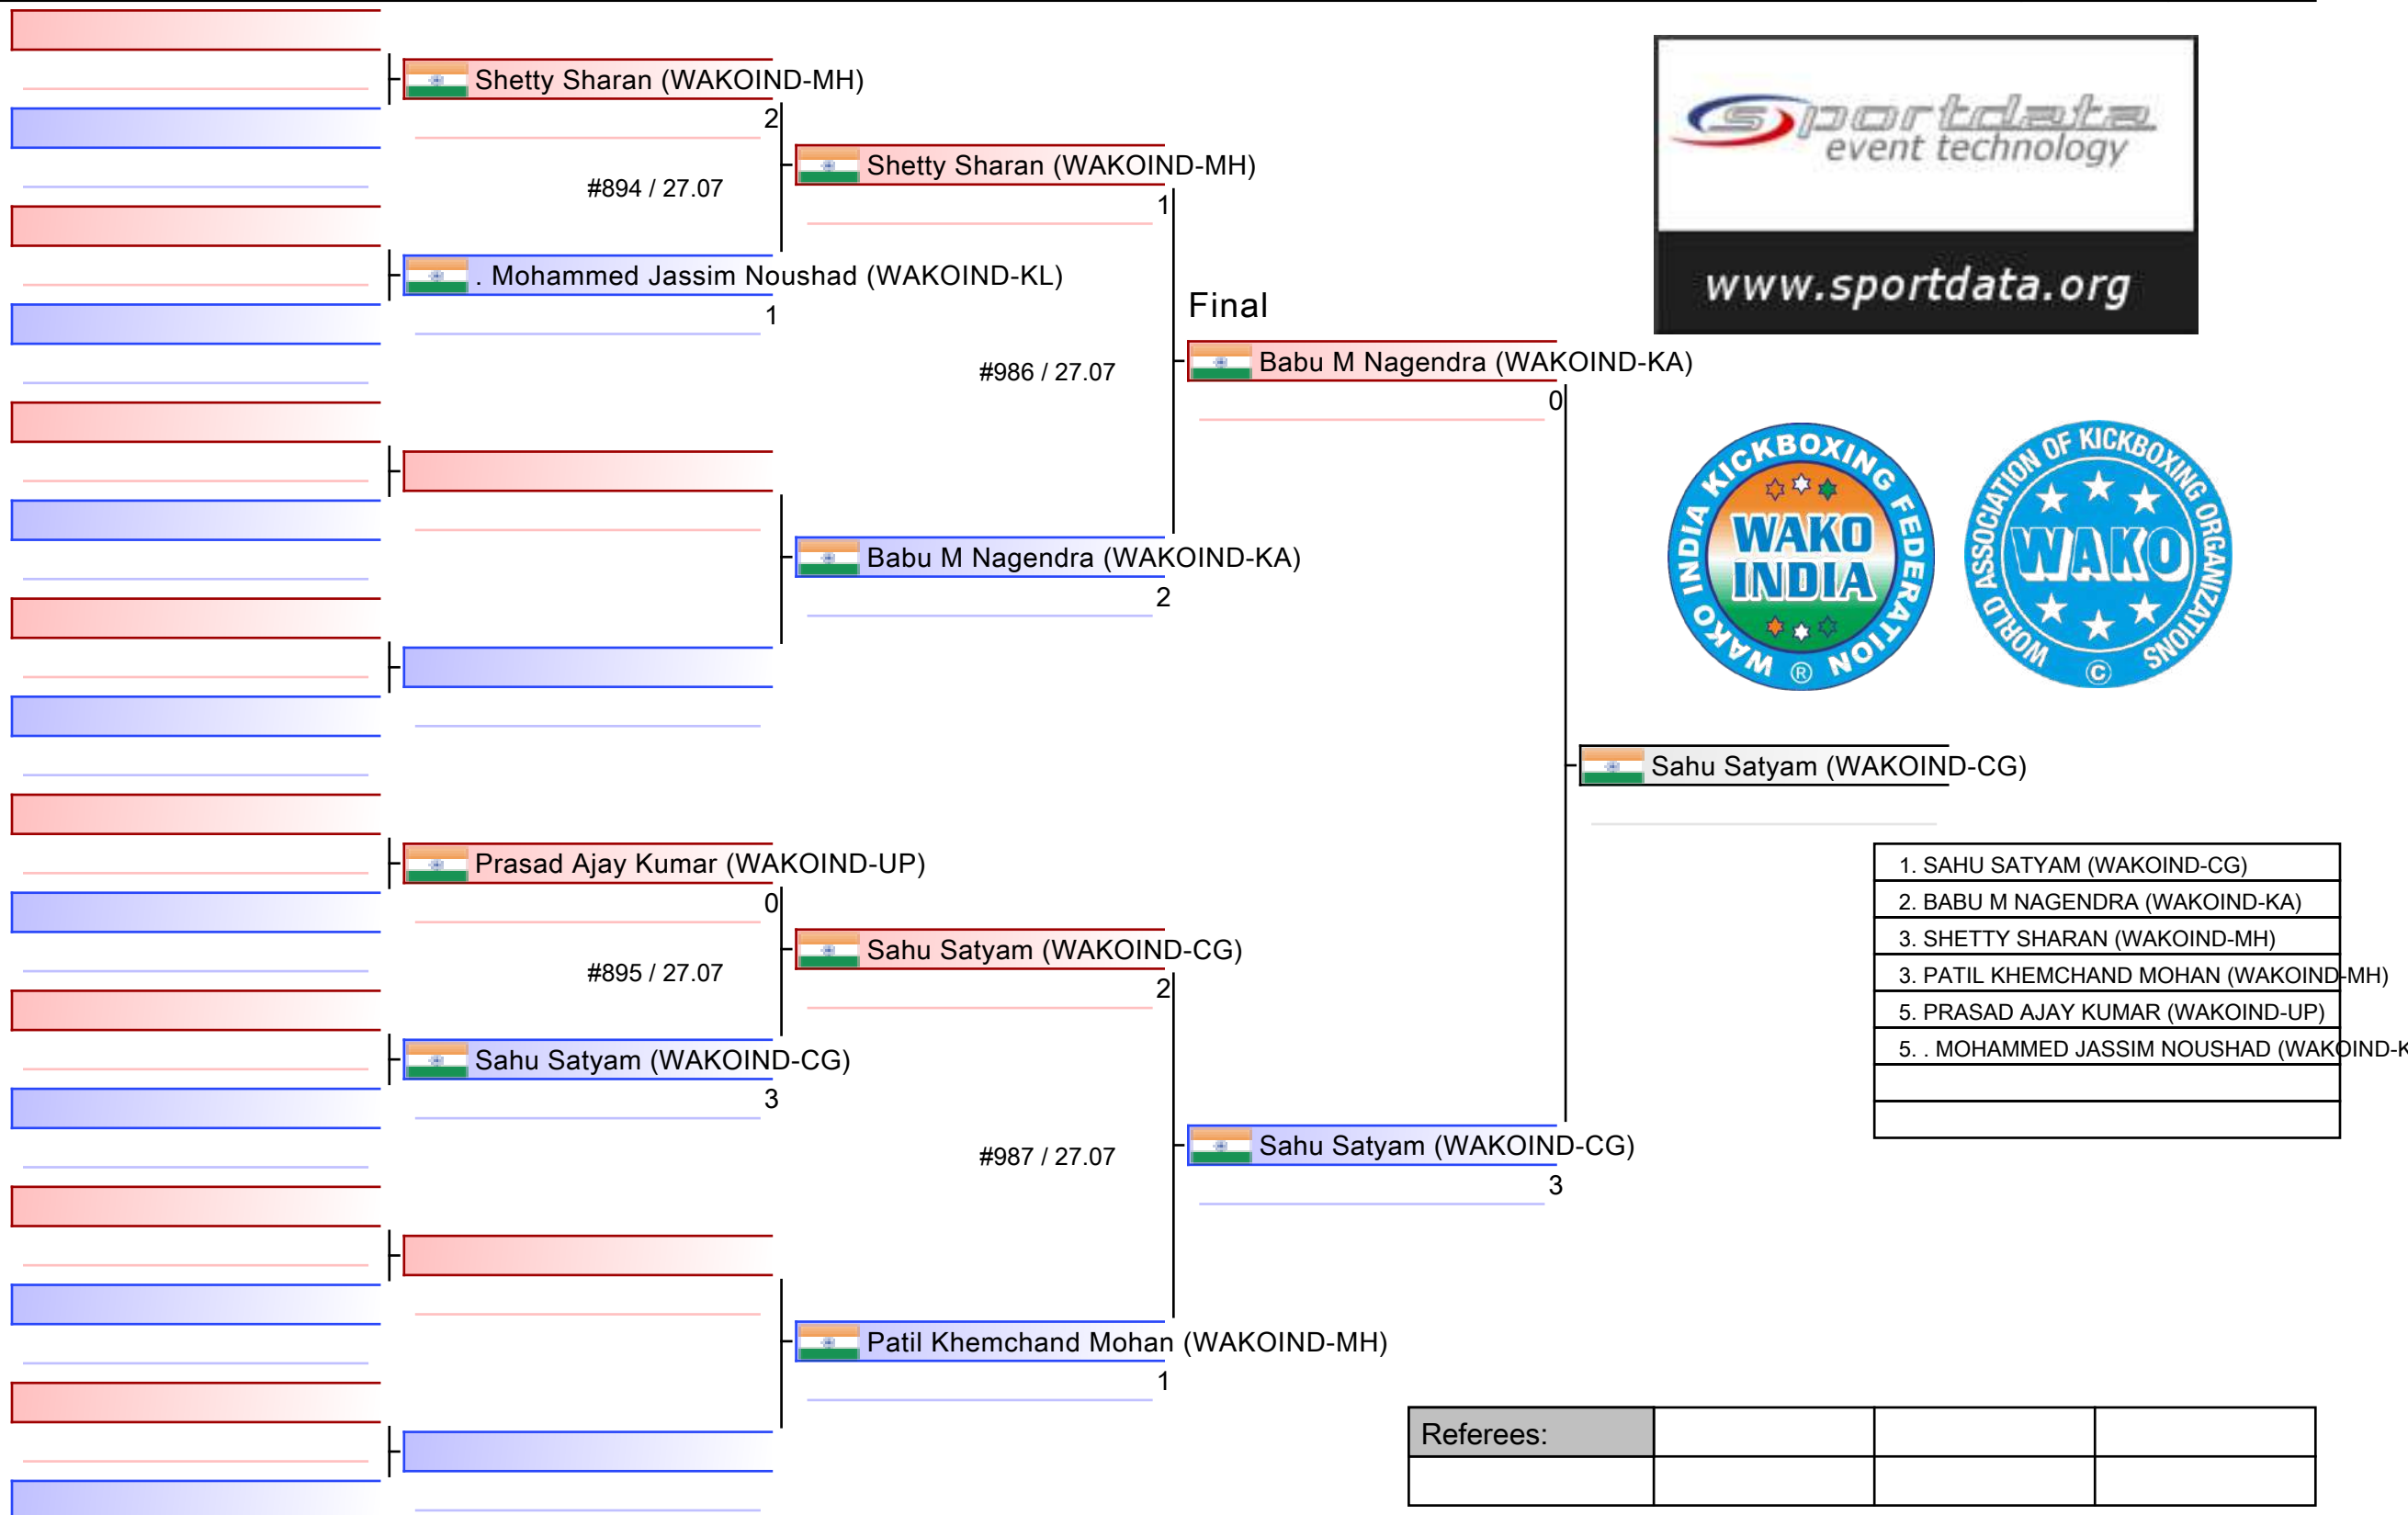 Shetty Sharan (WAKOIND-MH)
2
#894 / 27.07
. Mohammed Jassim Noushad (WAKOIND-KL)
1
Prasad Ajay Kumar (WAKOIND-UP)
0
#895 / 27.07
Sahu Satyam (WAKOIND-CG)
3
Shetty Sharan (WAKOIND-MH)
1
#986 / 27.07
Babu M Nagendra (WAKOIND-KA)
2
Sahu Satyam (WAKOIND-CG)
2
#987 / 27.07
Patil Khemchand Mohan (WAKOIND-MH)
1
Final
Babu M Nagendra (WAKOIND-KA)
0
Sahu Satyam (WAKOIND-CG)
3
Sahu Satyam (WAKOIND-CG)
sportdata
event technology
www.sportdata.org
WAKO INDIA KICKBOXING FEDERATION
WAKO
INDIA
®
WORLD ASSOCIATION OF KICKBOXING ORGANIZATIONS
WAKO
©
1. SAHU SATYAM (WAKOIND-CG)
2. BABU M NAGENDRA (WAKOIND-KA)
3. SHETTY SHARAN (WAKOIND-MH)
3. PATIL KHEMCHAND MOHAN (WAKOIND-MH)
5. PRASAD AJAY KUMAR (WAKOIND-UP)
5. . MOHAMMED JASSIM NOUSHAD (WAKOIND-K
Referees: